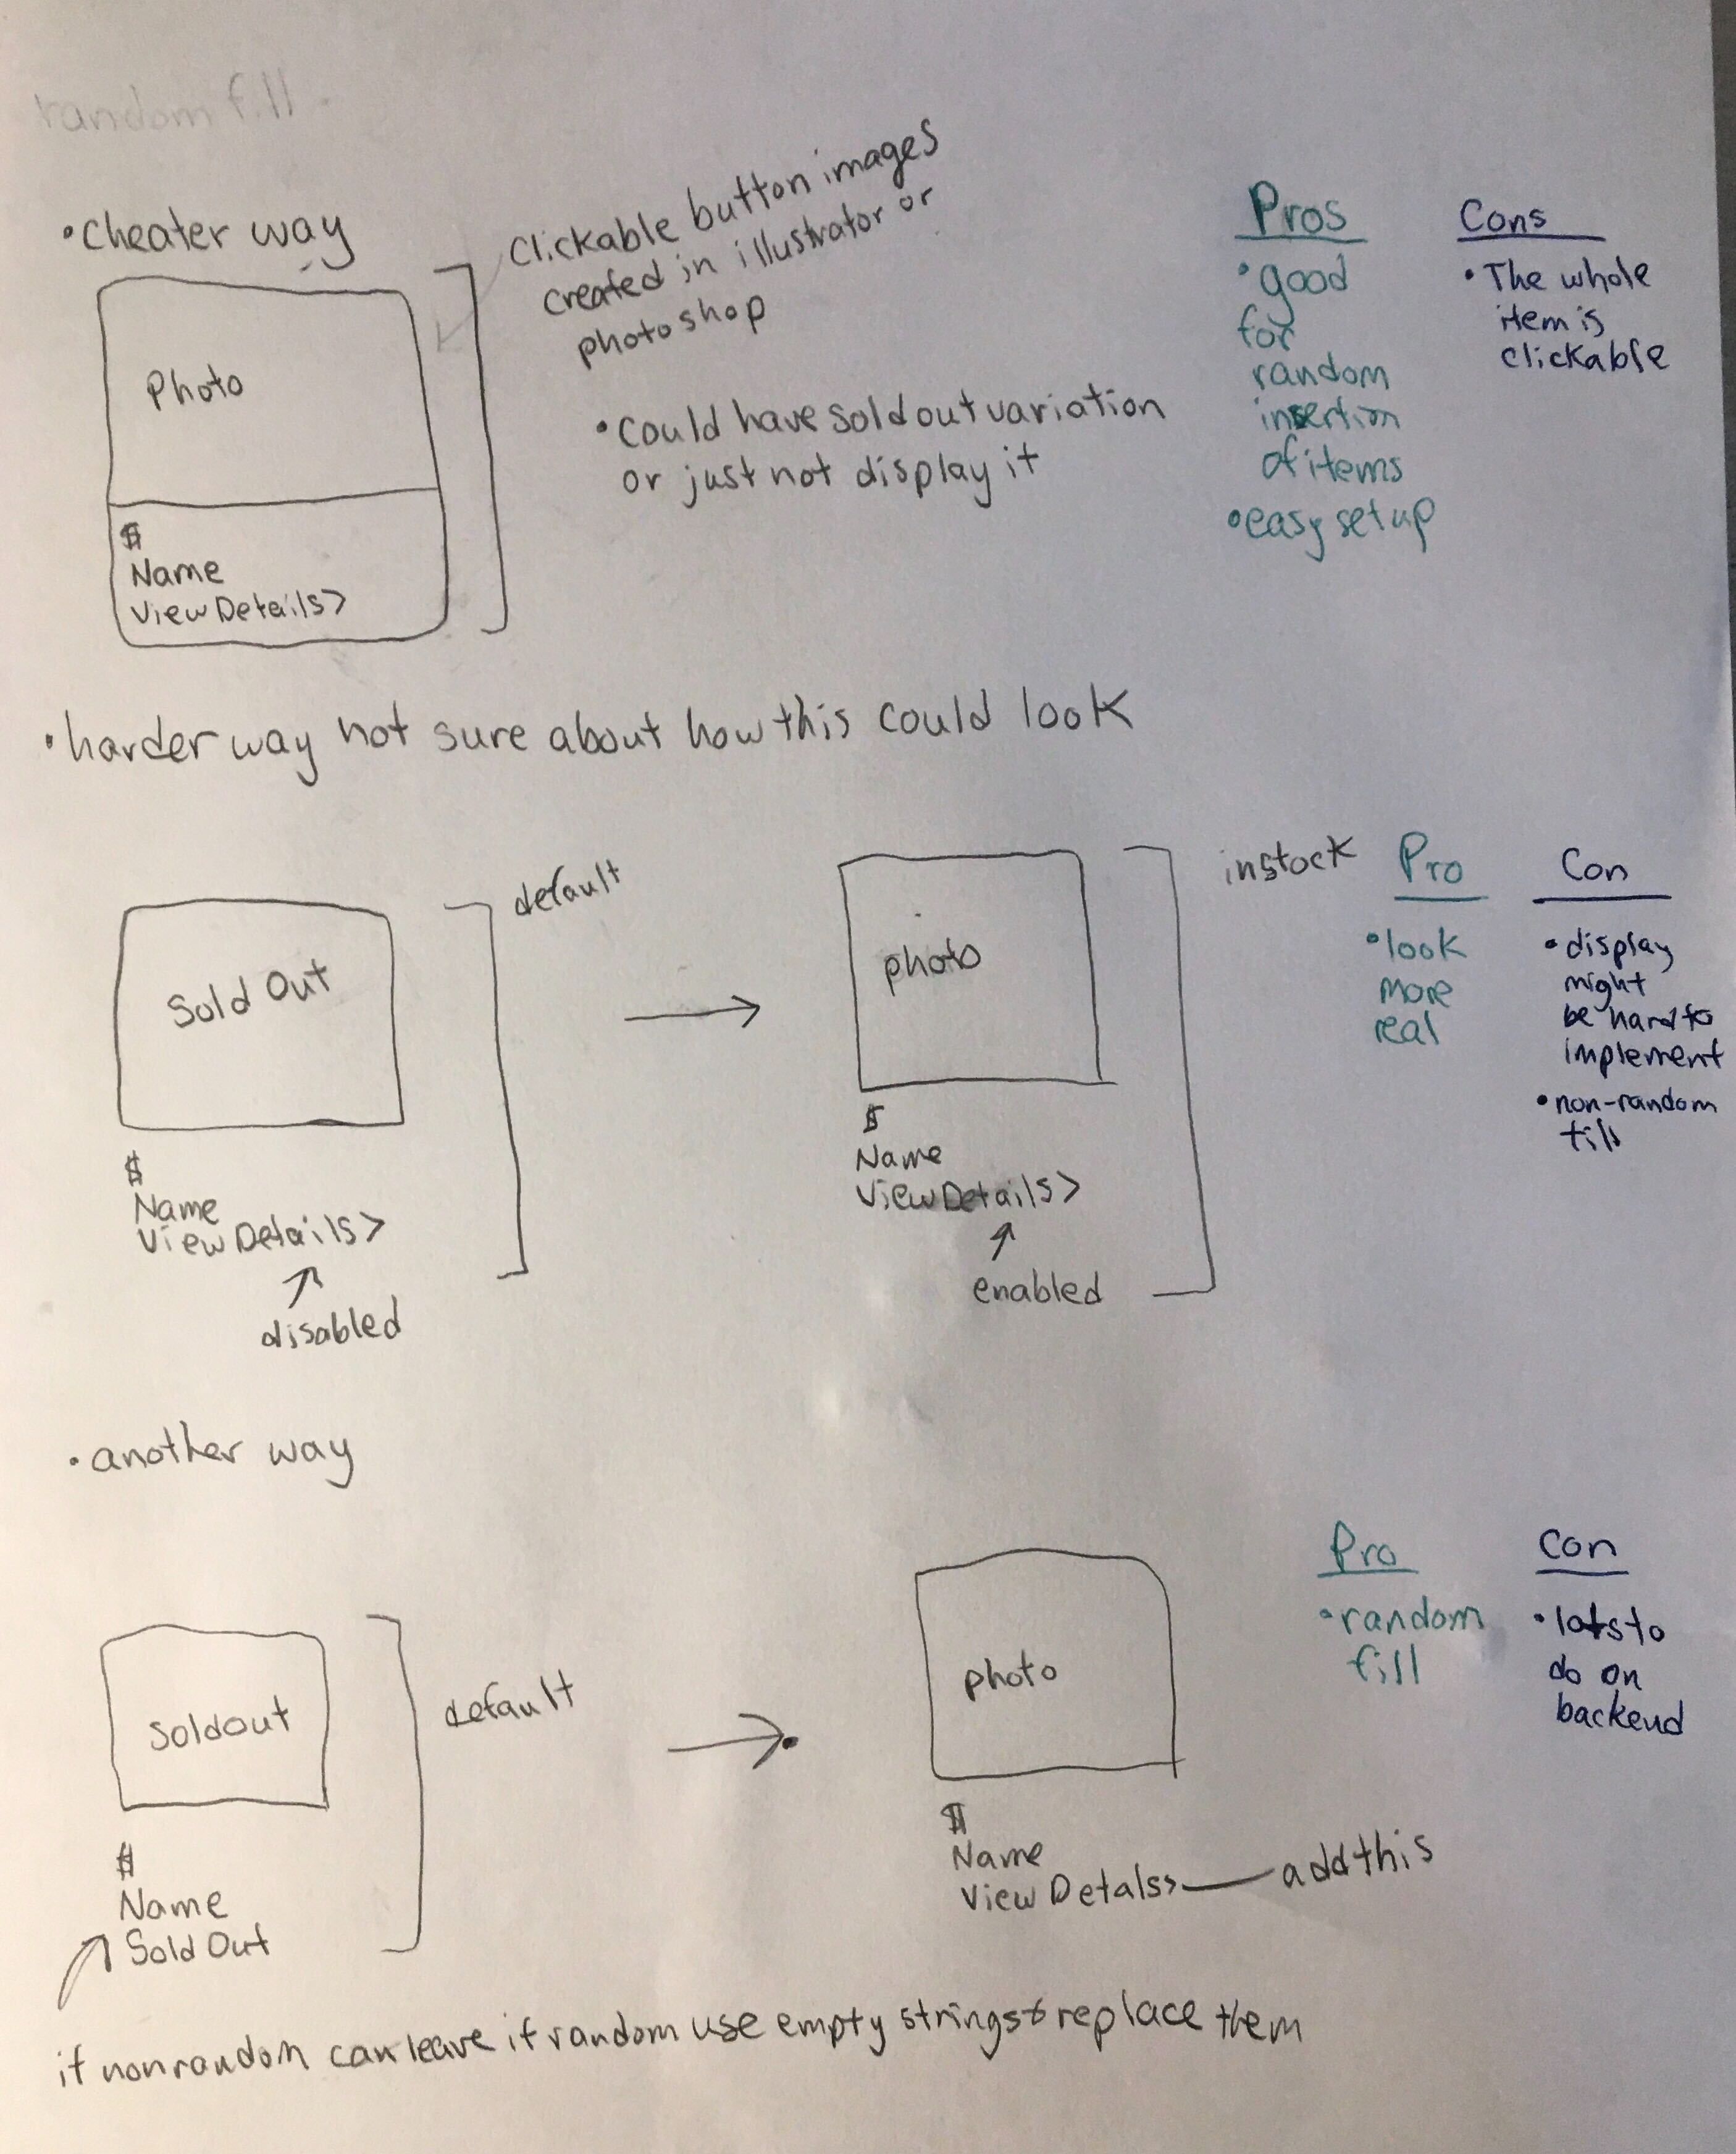 random fill.
•cheater way
Clickable button images
created in illustrator or
photoshop
Photo
$
Name
View Details>
•Could have sold out variation
or just not display it
Pros
•good
for
random
insertion
of items
•easy set up
Cons
•The whole
item is
clickable
•harder way not sure about how this could look
Sold Out
default
$
Name
View Details>
disabled
photo
instock
$
Name
View Details>
enabled
Pro
•look
more
real
Con
•display
might
be hard to
implement
•non-random
fill
•another way
soldout
default
$
Name
Sold Out
photo
$
Name
View Detals>
add this
Pro
•random
fill
Con
•lots to
do on
backend
if nonrandom can leave if random use empty strings & replace them